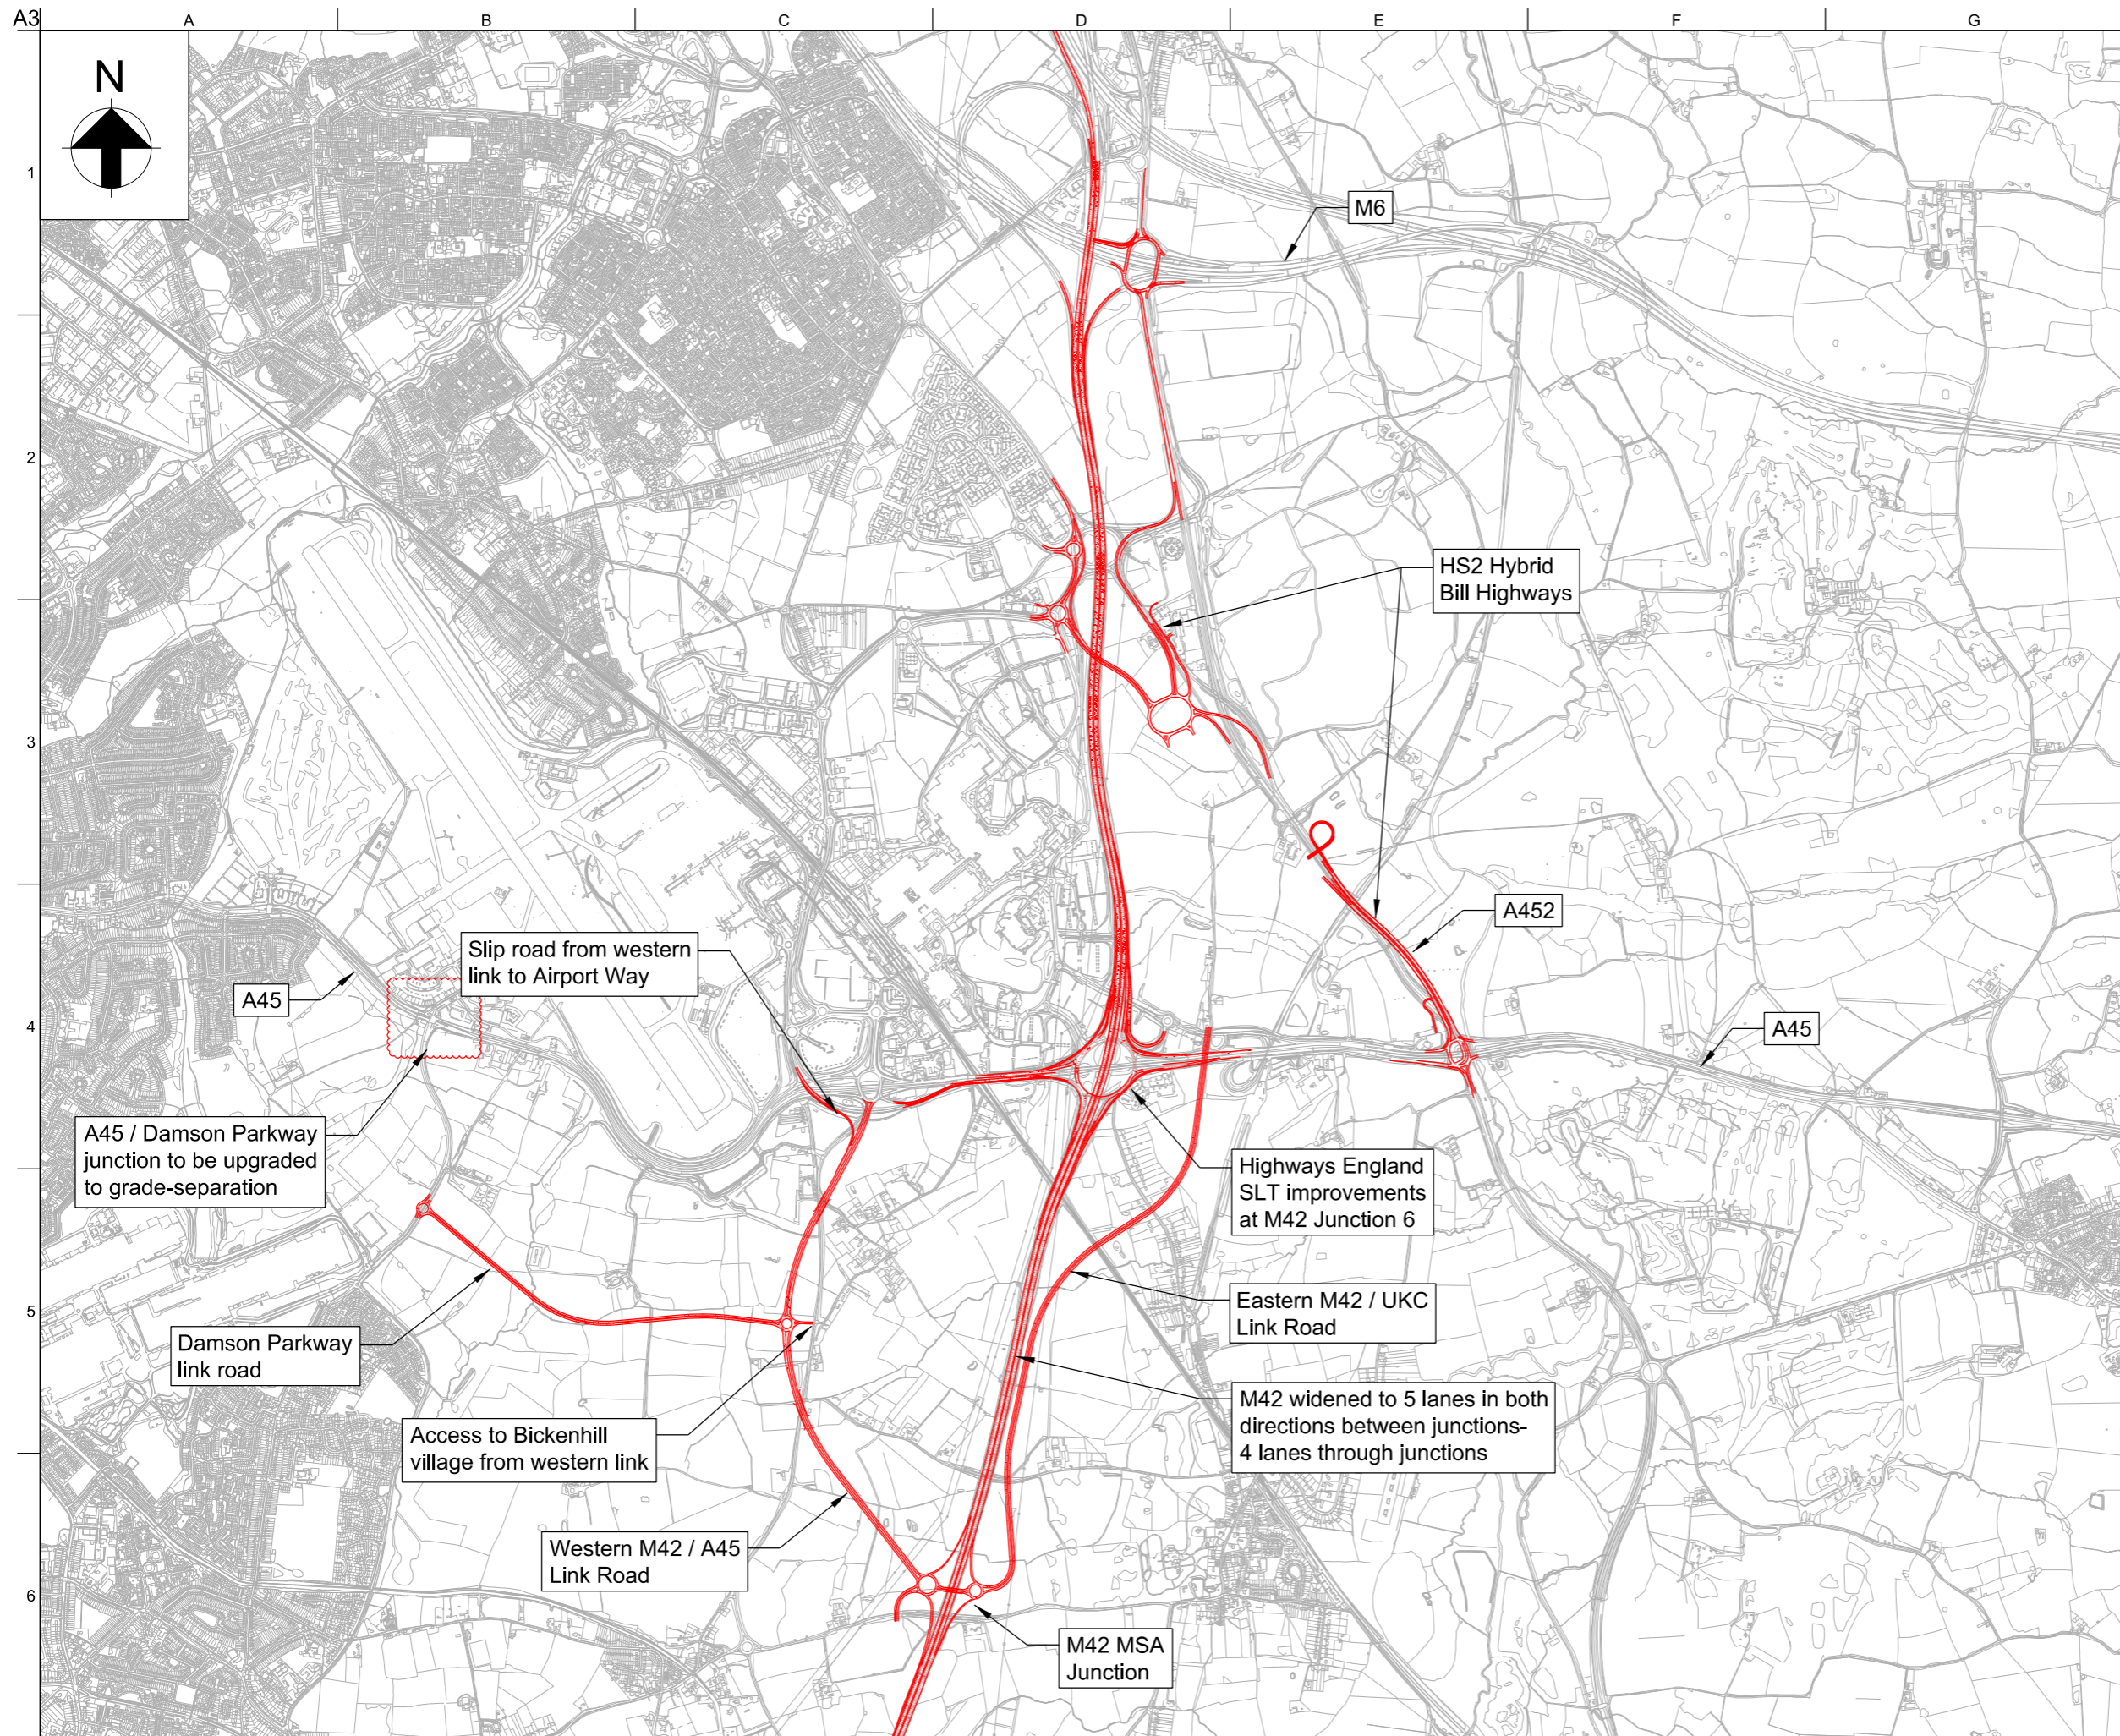 A3
A
B
C
D
E
F
G
N
1
M6
2
HS2 Hybrid
Bill Highways
3
A452
Slip road from western
link to Airport Way
A45
4
A45
A45 / Damson Parkway
junction to be upgraded
to grade-separation
Highways England
SLT improvements
at M42 Junction 6
Eastern M42 / UKC
Link Road
5
Damson Parkway
link road
M42 widened to 5 lanes in both
directions between junctions-
4 lanes through junctions
Access to Bickenhill
village from western link
Western M42 / A45
Link Road
6
M42 MSA
Junction